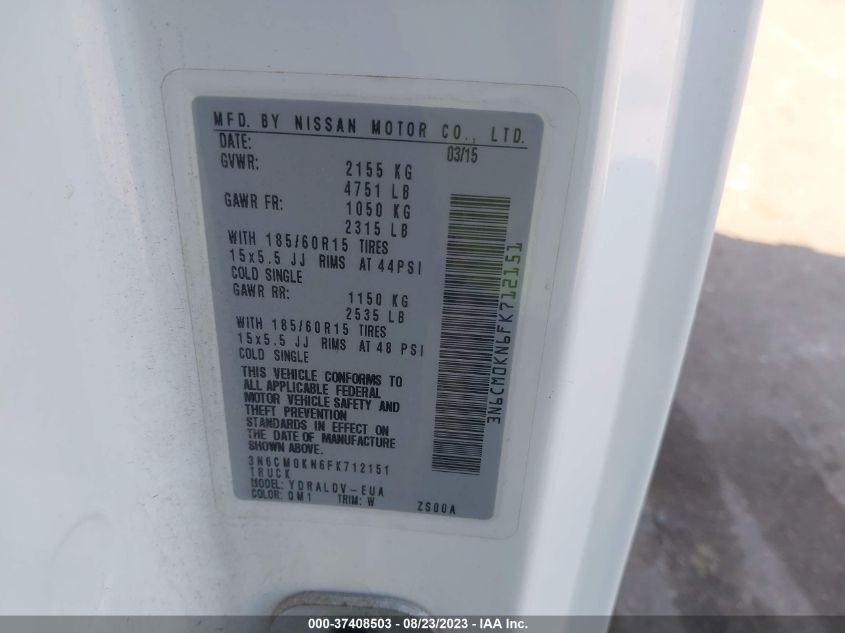 MFD. BY NISSAN MOTOR CO., LTD.
DATE: 03/15
GVWR: 2155 KG
4751 LB
GAWR FR: 1050 KG
2315 LB
WITH 185/60R15 TIRES
15x5.5 JJ RIMS AT 44PSI
COLD SINGLE
GAWR RR: 1150 KG
2535 LB
WITH 185/60R15 TIRES
15x5.5 JJ RIMS AT 48 PSI
COLD SINGLE
THIS VEHICLE CONFORMS TO
ALL APPLICABLE FEDERAL
MOTOR VEHICLE SAFETY AND
THEFT PREVENTION
STANDARDS IN EFFECT ON
THE DATE OF MANUFACTURE
SHOWN ABOVE.
3N6CM0KN6FK712151
TRUCK
MODEL: YDRALDV-EUA
COLOR: QM1 TRIM: W ZS00A
3N6CM0KN6FK712151
000-37408503 - 08/23/2023 - IAA Inc.